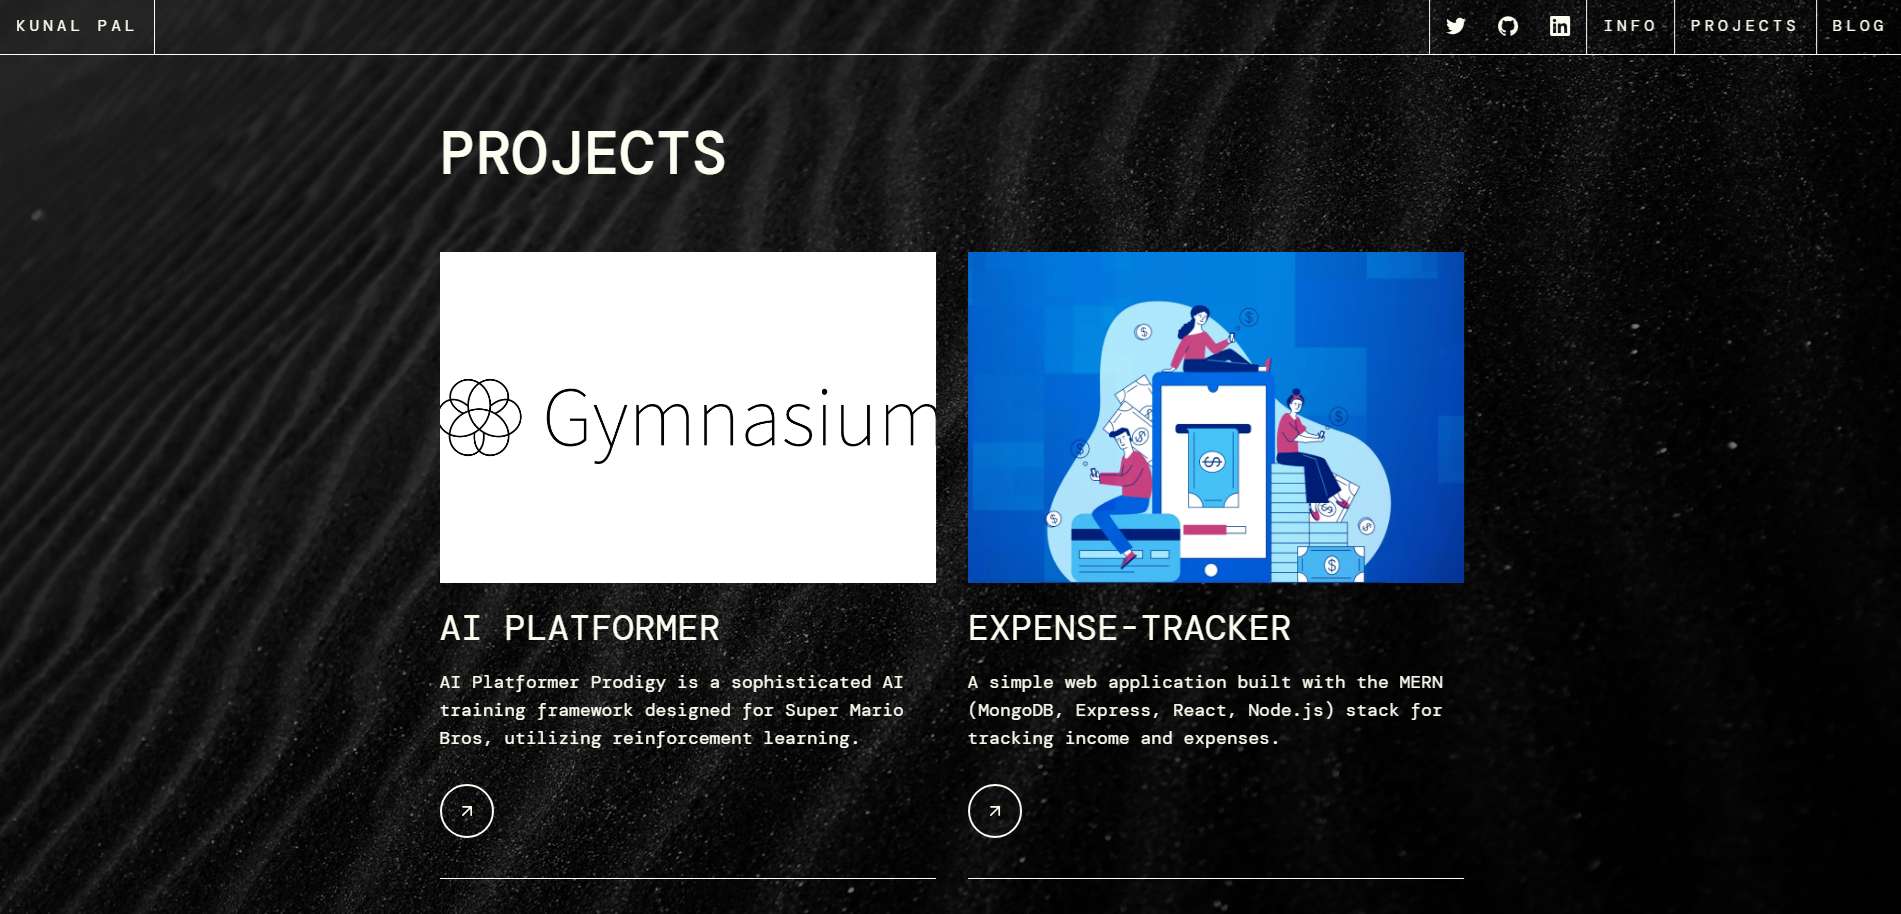 KUNAL PAL
INFO
PROJECTS
BLOG
PROJECTS
Gymnasium
AI PLATFORMER
AI Platformer Prodigy is a sophisticated AI
training framework designed for Super Mario
Bros, utilizing reinforcement learning.
EXPENSE-TRACKER
A simple web application built with the MERN
(MongoDB, Express, React, Node.js) stack for
tracking income and expenses.